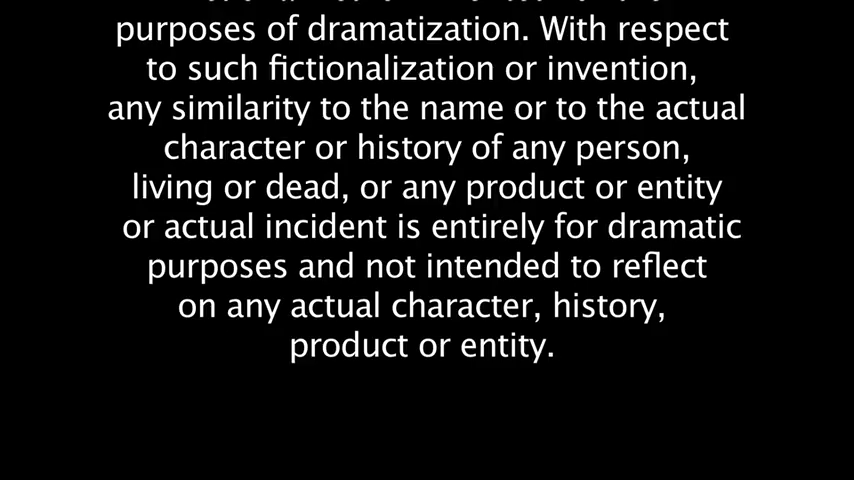 purposes of dramatization. With respect
to such fictionalization or invention,
any similarity to the name or to the actual
character or history of any person,
living or dead, or any product or entity
or actual incident is entirely for dramatic
purposes and not intended to reflect
on any actual character, history,
product or entity.